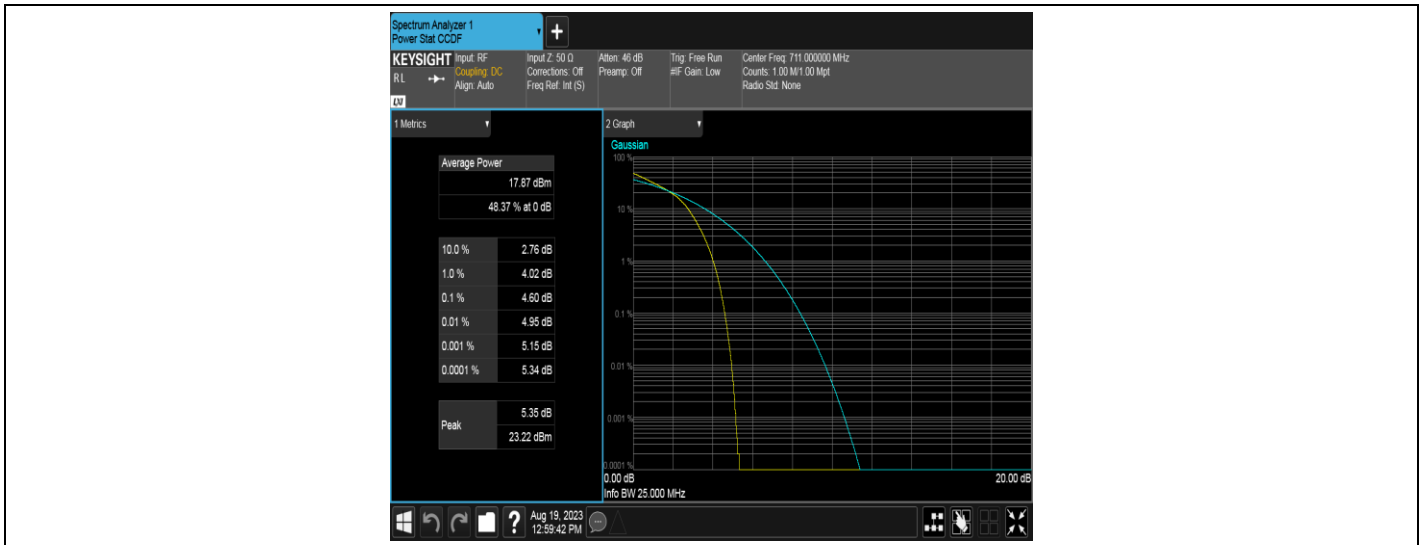 Spectrum Analyzer 1
Power Stat CCDF
+
KEYSIGHT
RL
LXI
Input: RF
Coupling: DC
Align: Auto
Input Z: 50 Ω
Corrections: Off
Freq Ref: Int (S)
Atten: 46 dB
Preamp: Off
Trig: Free Run
#IF Gain: Low
Center Freq: 711.000000 MHz
Counts: 1.00 M/1.00 Mpt
Radio Std: None
1 Metrics
Average Power
17.87 dBm
48.37 % at 0 dB
10.0 % 2.76 dB
1.0 % 4.02 dB
0.1 % 4.60 dB
0.01 % 4.95 dB
0.001 % 5.15 dB
0.0001 % 5.34 dB
Peak 5.35 dB
23.22 dBm
2 Graph
Gaussian
100 %
10 %
1 %
0.1 %
0.01 %
0.001 %
0.0001 %
0.00 dB 20.00 dB
Info BW 25.000 MHz
?
Aug 19, 2023
12:59:42 PM